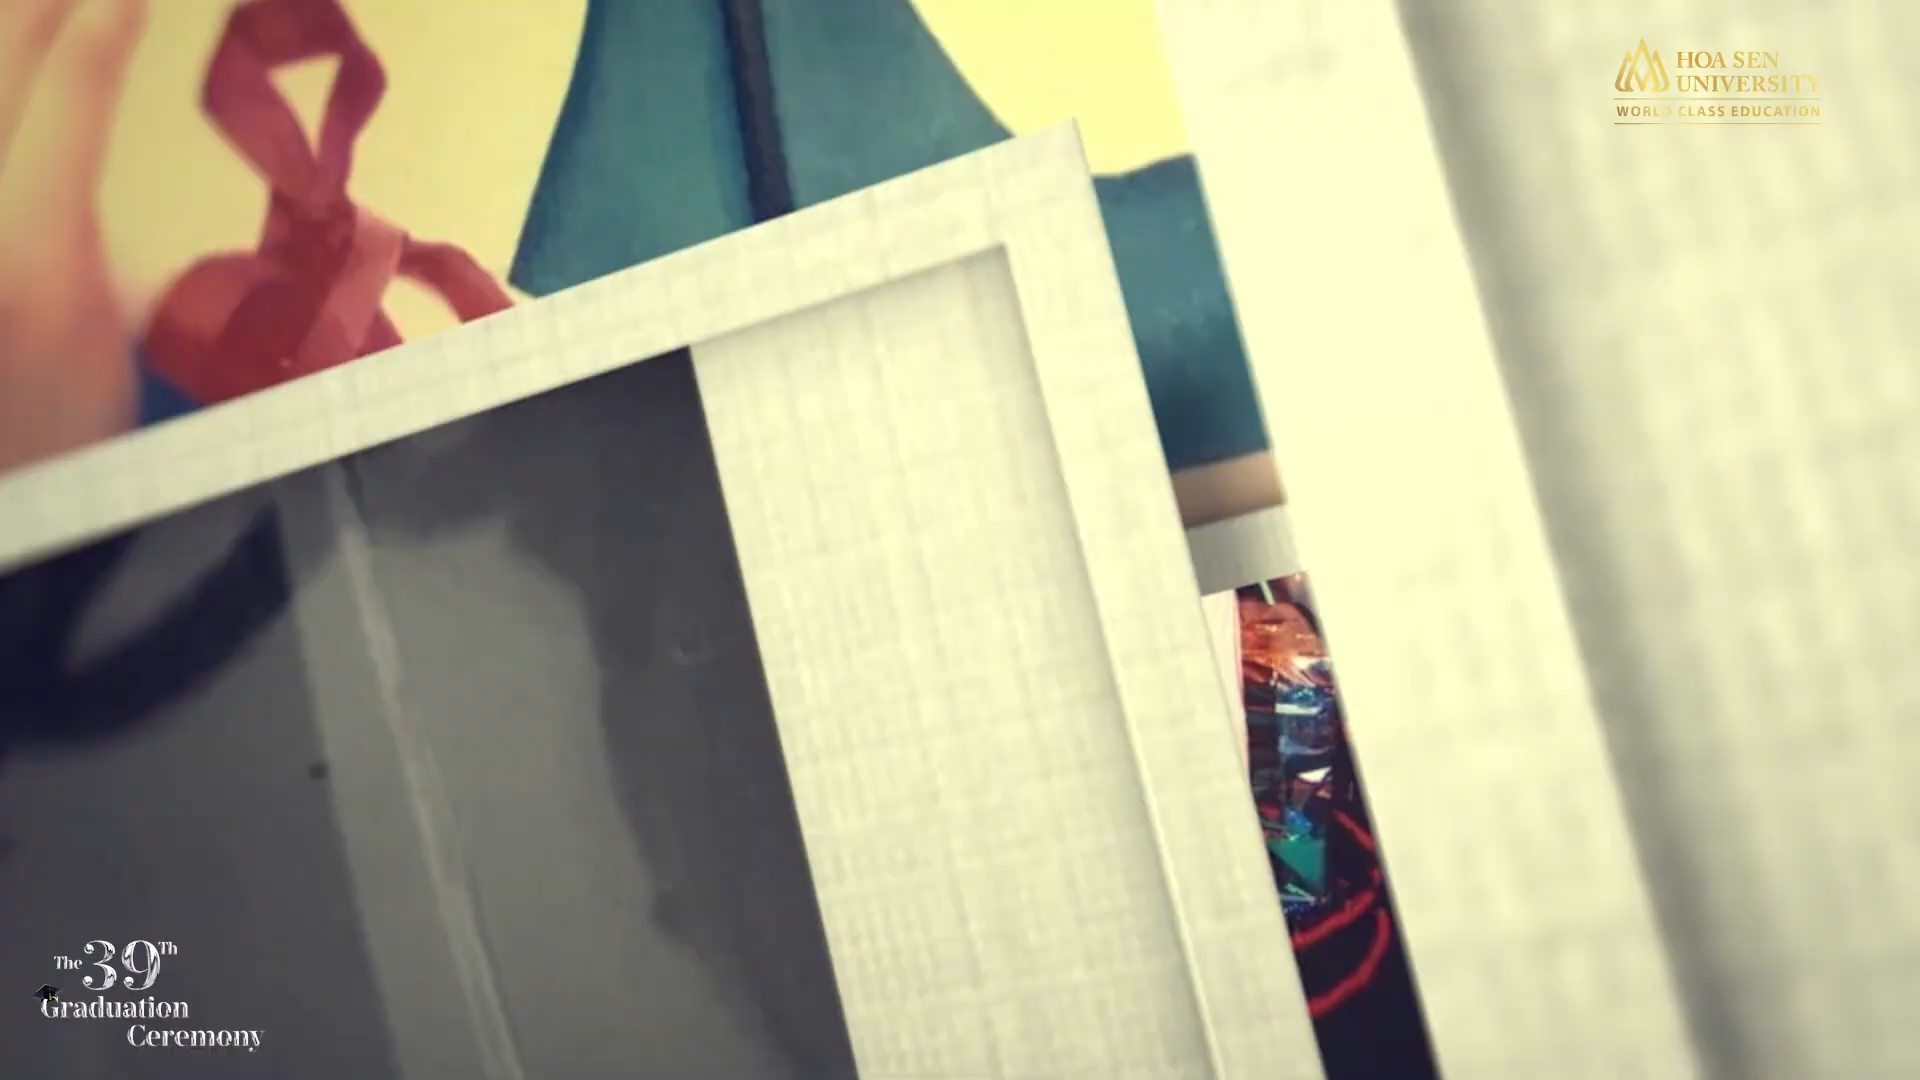 HOA SEN
UNIVERSITY
WORLD CLASS EDUCATION
The 39Th
Graduation
Ceremony